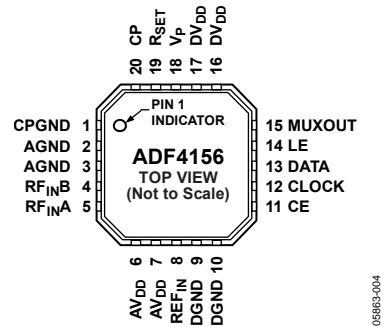 20 CP
19 RSET
18 VP
17 DVDD
16 DVDD
PIN 1
INDICATOR
CPGND 1
AGND 2
AGND 3
RFINB 4
RFINA 5
ADF4156
TOP VIEW
(Not to Scale)
15 MUXOUT
14 LE
13 DATA
12 CLOCK
11 CE
AVDD 6
AVDD 7
REFIN 8
DGND 9
DGND 10
05863-004